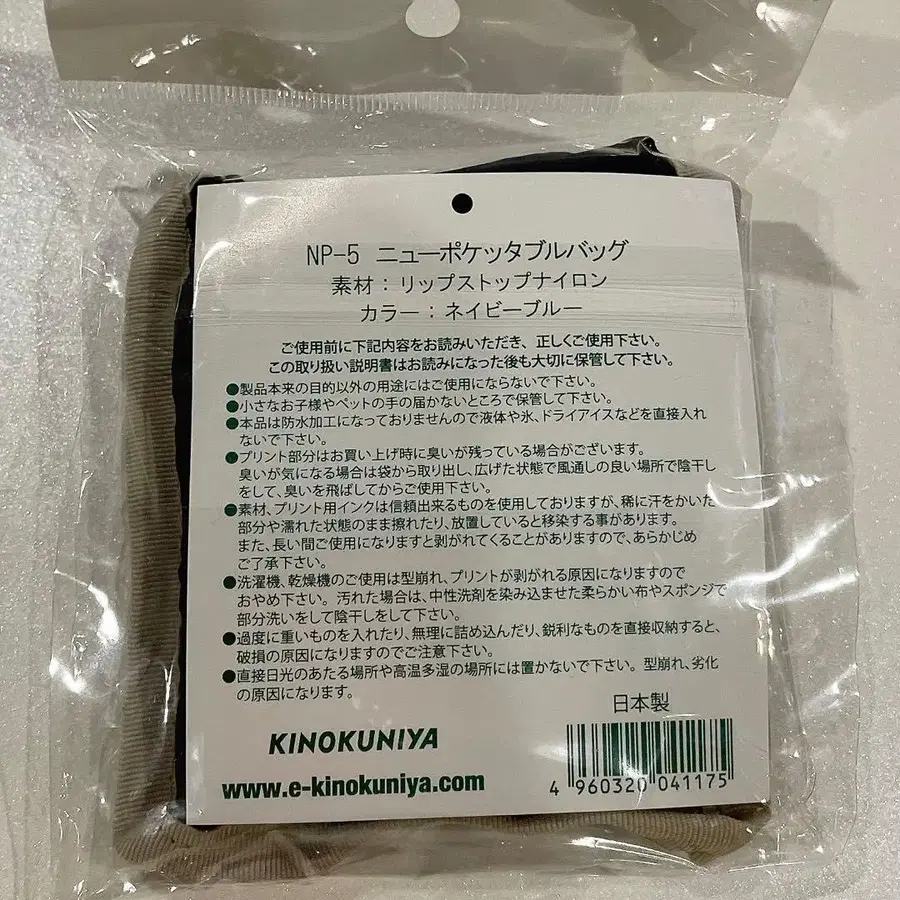 NP-5 ニューポケッタブルバッグ
素材：リップストップナイロン
カラー：ネイビーブルー
ご使用前に下記内容をお読みいただき、正しくご使用下さい。
この取り扱い説明書はお読みになった後も大切に保管して下さい。
●製品本来の目的以外の用途にはご使用にならないで下さい。
●小さなお子様やペットの手の届かないところで保管して下さい。
●本品は防水加工になっておりませんので液体や氷、ドライアイスなどを直接入れ
ないで下さい。
●プリント部分はお買い上げ時に臭いが残っている場合がございます。
臭いが気になる場合は袋から取り出し、広げた状態で風通しの良い場所で陰干し
をして、臭いを飛ばしてからご使用下さい。
●素材、プリント用インクは信頼出来るものを使用しておりますが、稀に汗をかいた
部分や濡れた状態のまま擦れたり、放置していると移染する事があります。
また、長い間ご使用になりますと剥がれてくることがありますので、あらかじめ
ご了承下さい。
●洗濯機、乾燥機のご使用は型崩れ、プリントが剥がれる原因になりますので
おやめ下さい。汚れた場合は、中性洗剤を染み込ませた柔らかい布やスポンジで
部分洗いをして陰干しをして下さい。
●過度に重いものを入れたり、無理に詰め込んだり、鋭利なものを直接収納すると、
破損の原因になりますのでご注意下さい
●直接日光のあたる場所や高温多湿の場所には置かないで下さい。型崩れ、劣化
の原因になります。
日本製
KINOKUNIYA
www.e-kinokuniya.com
4 960320 041175